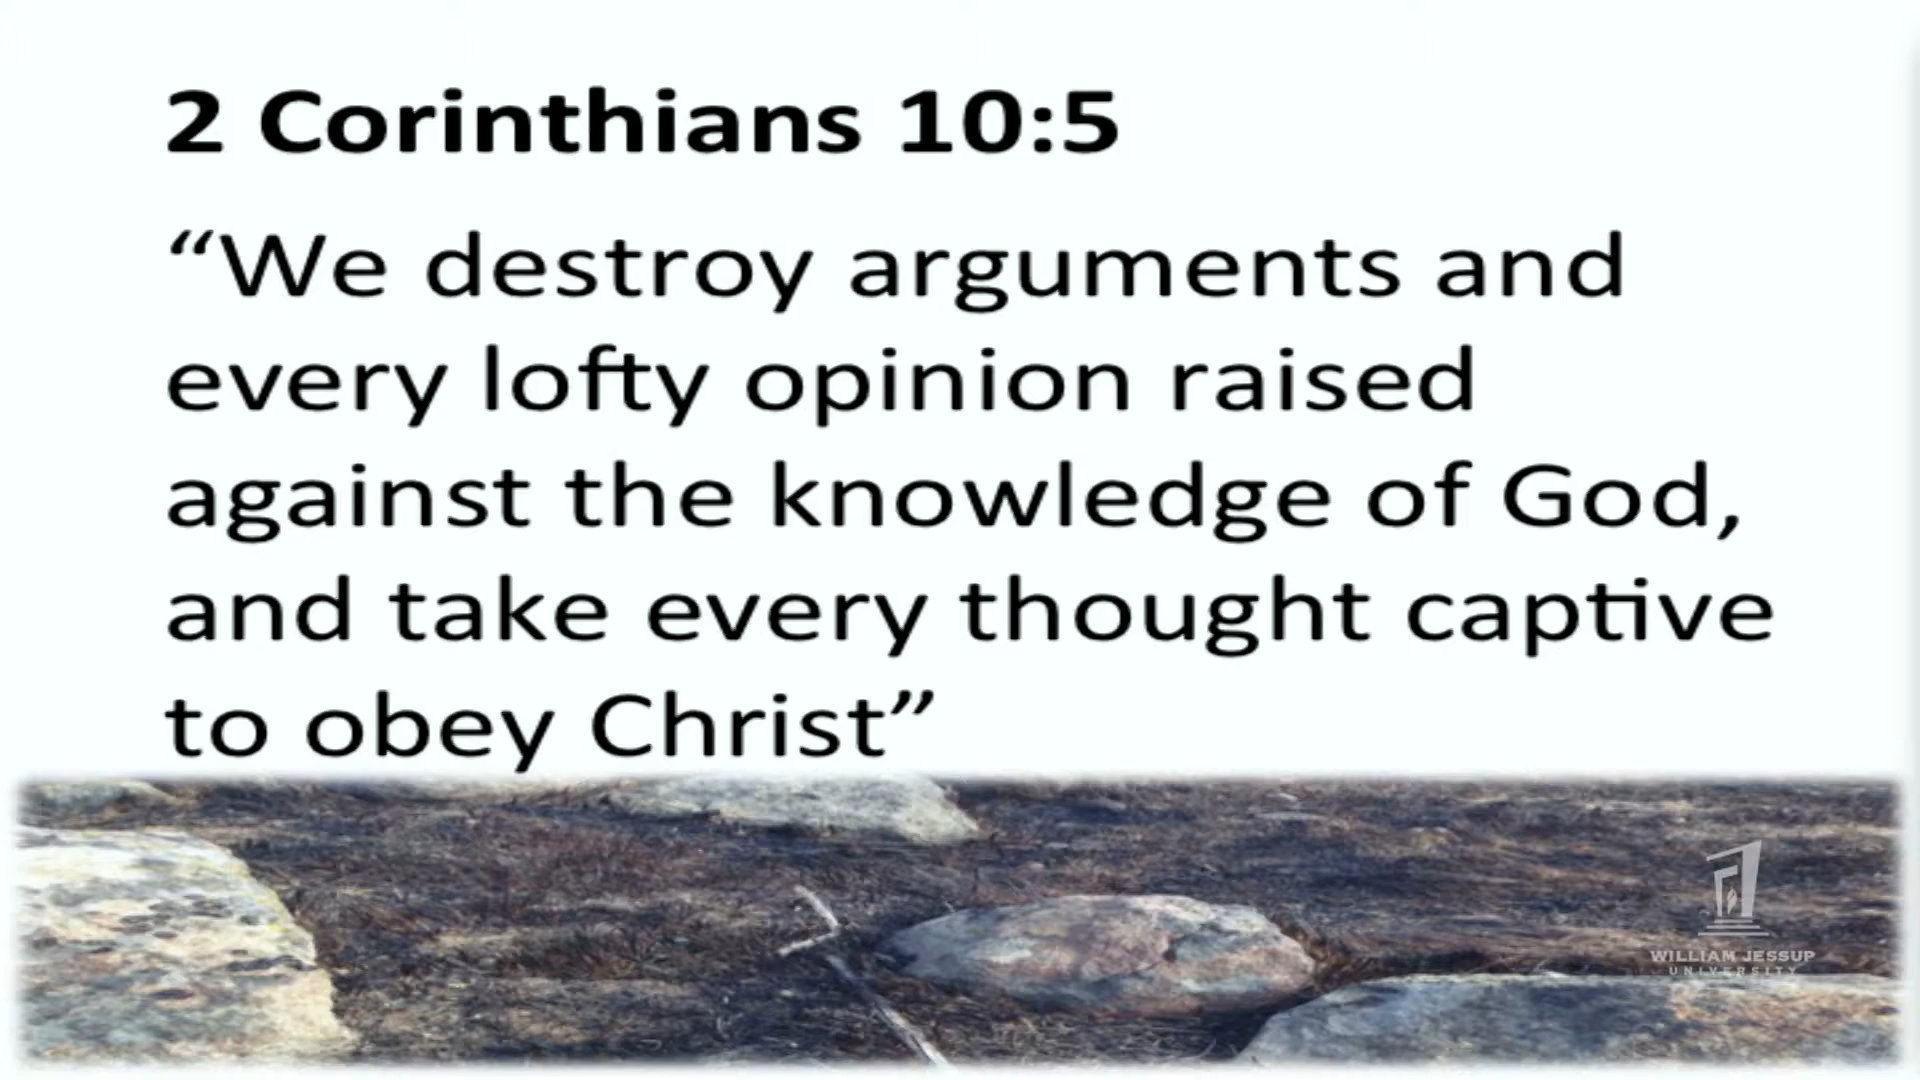 2 Corinthians 10:5
“We destroy arguments and
every lofty opinion raised
against the knowledge of God,
and take every thought captive
to obey Christ”
WILLIAM JESSUP
UNIVERSITY